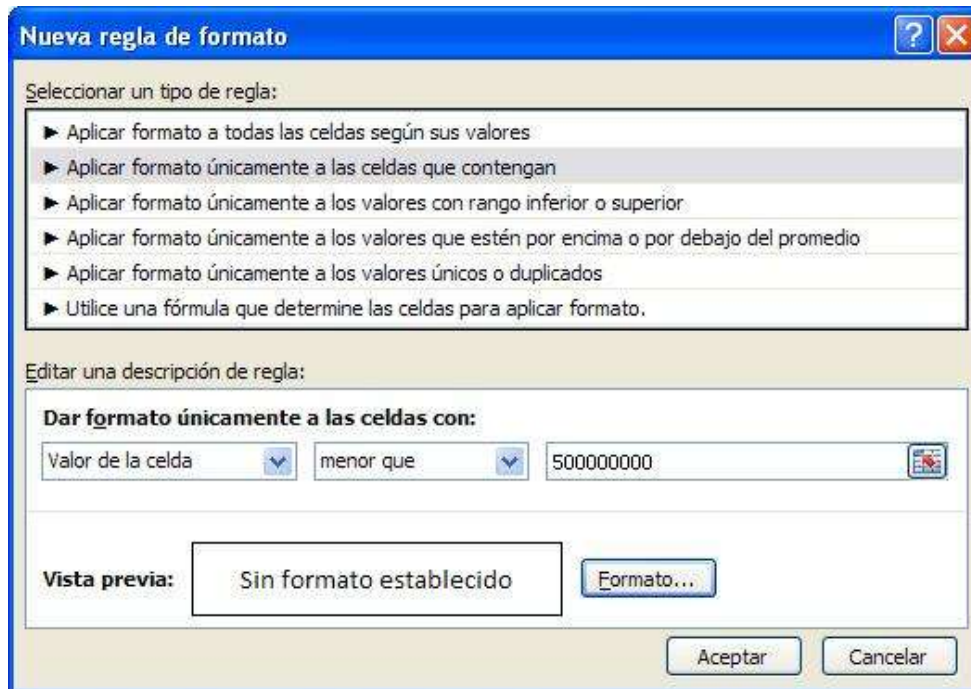 Nueva regla de formato
Seleccionar un tipo de regla:
► Aplicar formato a todas las celdas según sus valores
► Aplicar formato únicamente a las celdas que contengan
► Aplicar formato únicamente a los valores con rango inferior o superior
► Aplicar formato únicamente a los valores que estén por encima o por debajo del promedio
► Aplicar formato únicamente a los valores únicos o duplicados
► Utilice una fórmula que determine las celdas para aplicar formato.
Editar una descripción de regla:
Dar formato únicamente a las celdas con:
Valor de la celda menor que 500000000
Vista previa: Sin formato establecido Formato...
Aceptar Cancelar